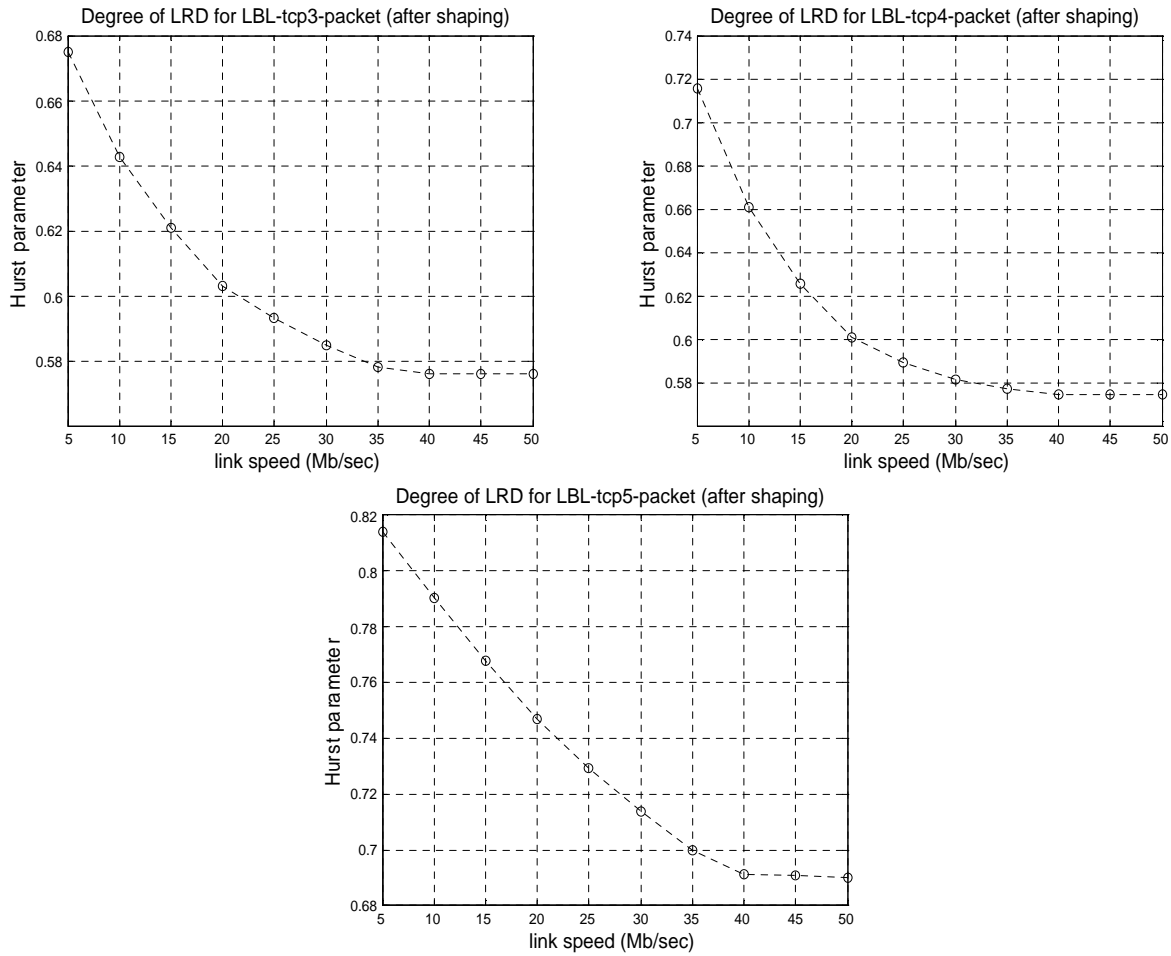 Degree of LRD for LBL-tcp3-packet (after shaping)
0.68
0.66
0.64
0.62
0.6
0.58
Hurst parameter
5 10 15 20 25 30 35 40 45 50
link speed (Mb/sec)
Degree of LRD for LBL-tcp4-packet (after shaping)
0.74
0.72
0.7
0.68
0.66
0.64
0.62
0.6
0.58
Hurst parameter
5 10 15 20 25 30 35 40 45 50
link speed (Mb/sec)
Degree of LRD for LBL-tcp5-packet (after shaping)
0.82
0.8
0.78
0.76
0.74
0.72
0.7
0.68
Hurst parameter
5 10 15 20 25 30 35 40 45 50
link speed (Mb/sec)